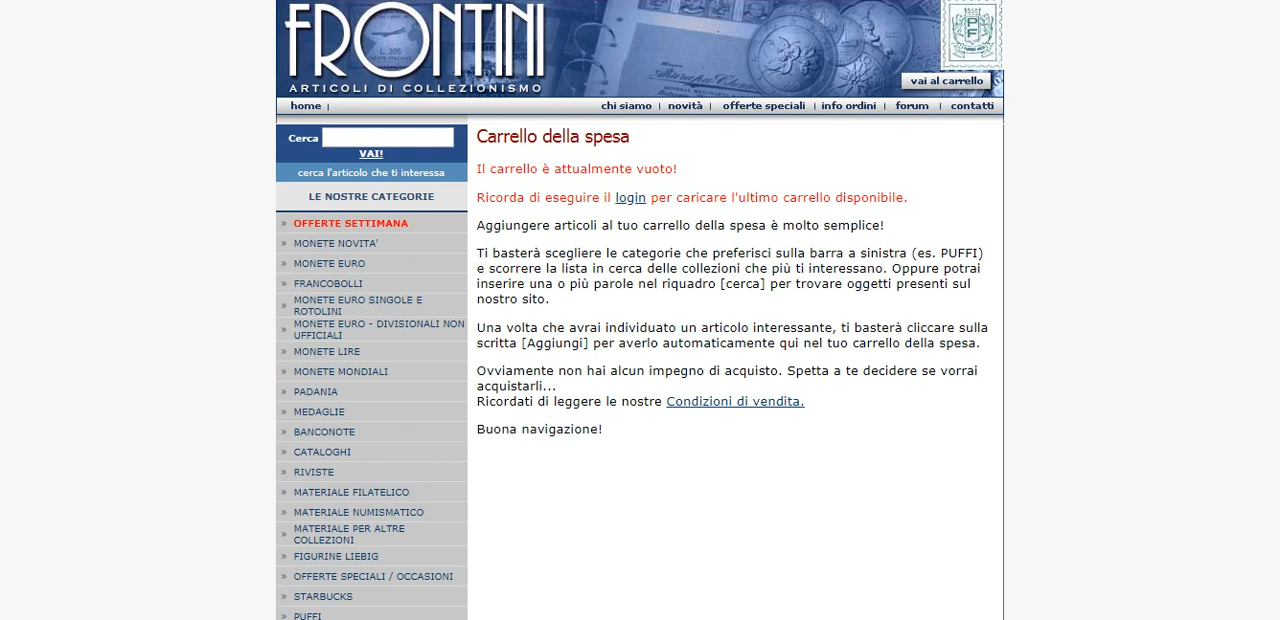 FRONTINI
ARTICOLI DI COLLEZIONISMO
L. 205
PF
vai al carrello
home |
chi siamo | novità | offerte speciali | info ordini | forum | contatti
Cerca
VAI!
cerca l'articolo che ti interessa
LE NOSTRE CATEGORIE
» OFFERTE SETTIMANA
» MONETE NOVITA'
» MONETE EURO
» FRANCOBOLLI
» MONETE EURO SINGOLE E
ROTOLINI
» MONETE EURO - DIVISIONALI NON
UFFICIALI
» MONETE LIRE
» MONETE MONDIALI
» PADANIA
» MEDAGLIE
» BANCONOTE
» CATALOGHI
» RIVISTE
» MATERIALE FILATELICO
» MATERIALE NUMISMATICO
» MATERIALE PER ALTRE
COLLEZIONI
» FIGURINE LIEBIG
» OFFERTE SPECIALI / OCCASIONI
» STARBUCKS
» PUFFI
Carrello della spesa
Il carrello è attualmente vuoto!
Ricorda di eseguire il login per caricare l'ultimo carrello disponibile.
Aggiungere articoli al tuo carrello della spesa è molto semplice!
Ti basterà scegliere le categorie che preferisci sulla barra a sinistra (es. PUFFI)
e scorrere la lista in cerca delle collezioni che più ti interessano. Oppure potrai
inserire una o più parole nel riquadro [cerca] per trovare oggetti presenti sul
nostro sito.
Una volta che avrai individuato un articolo interessante, ti basterà cliccare sulla
scritta [Aggiungi] per averlo automaticamente qui nel tuo carrello della spesa.
Ovviamente non hai alcun impegno di acquisto. Spetta a te decidere se vorrai
acquistarli...
Ricordati di leggere le nostre Condizioni di vendita.
Buona navigazione!